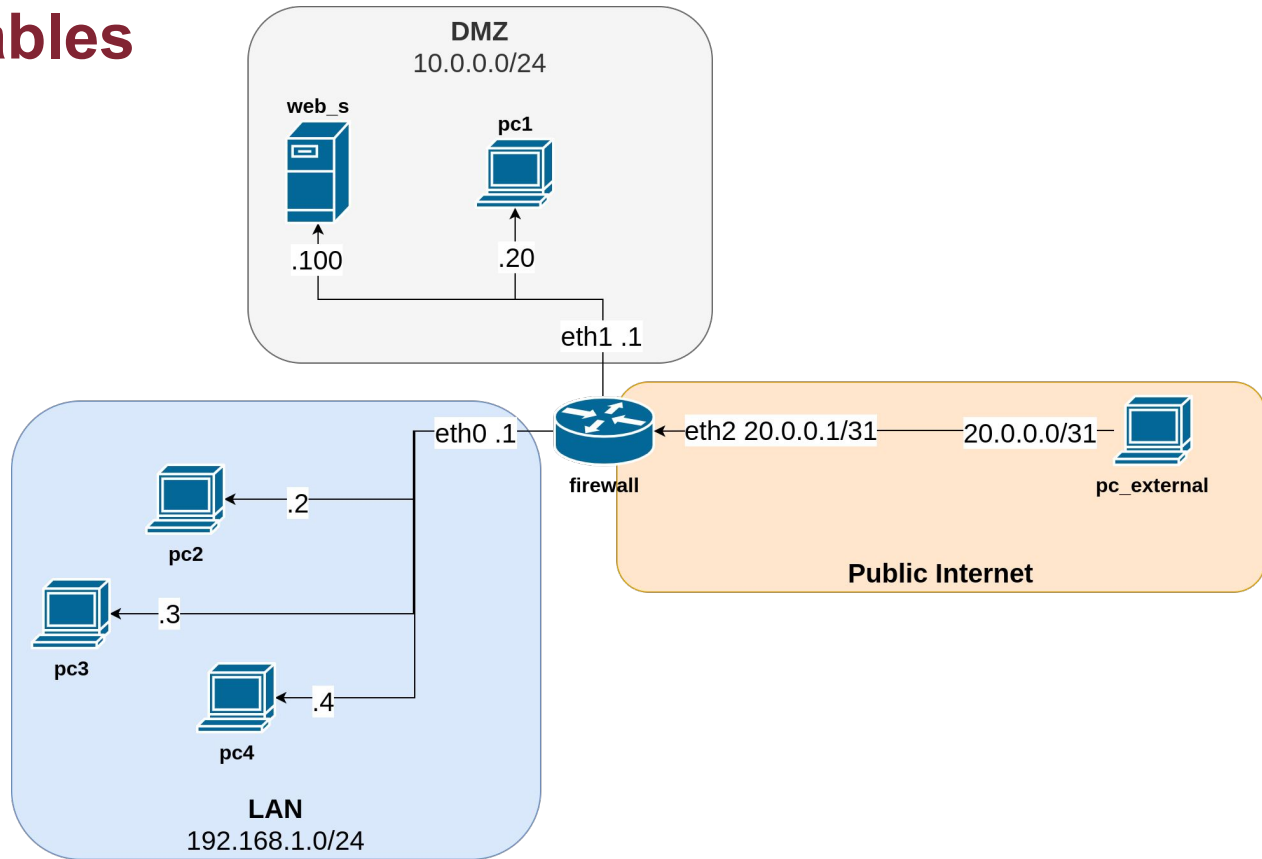 ables
DMZ
10.0.0.0/24
web_s
pc1
.100
.20
eth1 .1
eth0 .1
eth2 20.0.0.1/31
20.0.0.0/31
firewall
pc_external
.2
pc2
Public Internet
.3
pc3
.4
pc4
LAN
192.168.1.0/24